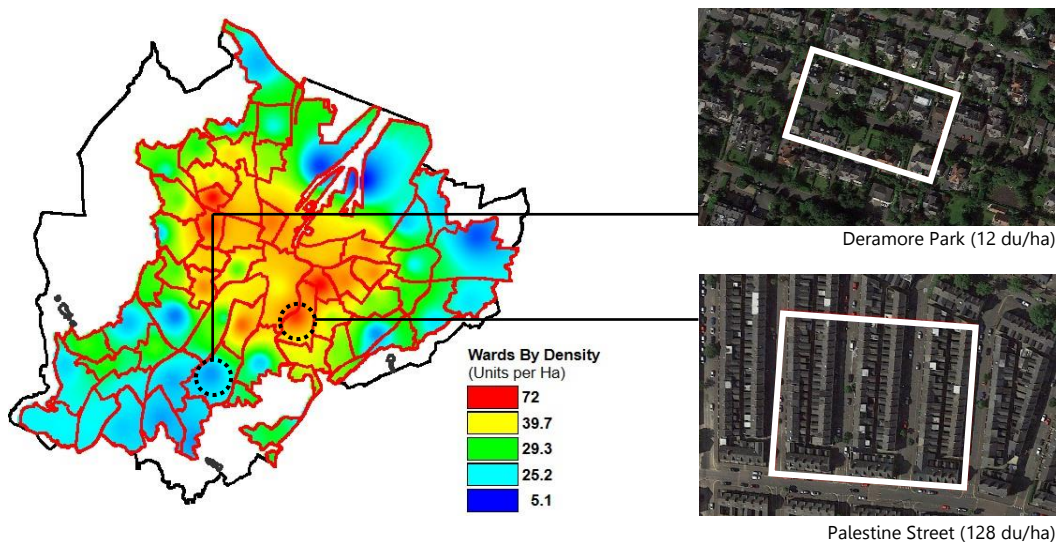 Deramore Park (12 du/ha)
Wards By Density
(Units per Ha)
72
39.7
29.3
25.2
5.1
Palestine Street (128 du/ha)